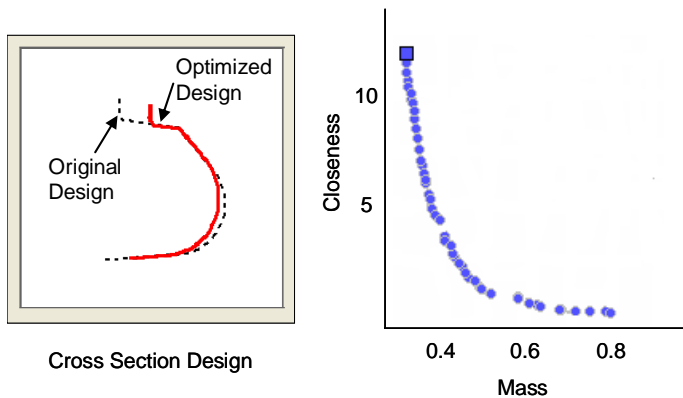 Optimized
Design
Original
Design
Cross Section Design
Closeness
10
5
0.4
0.6
0.8
Mass